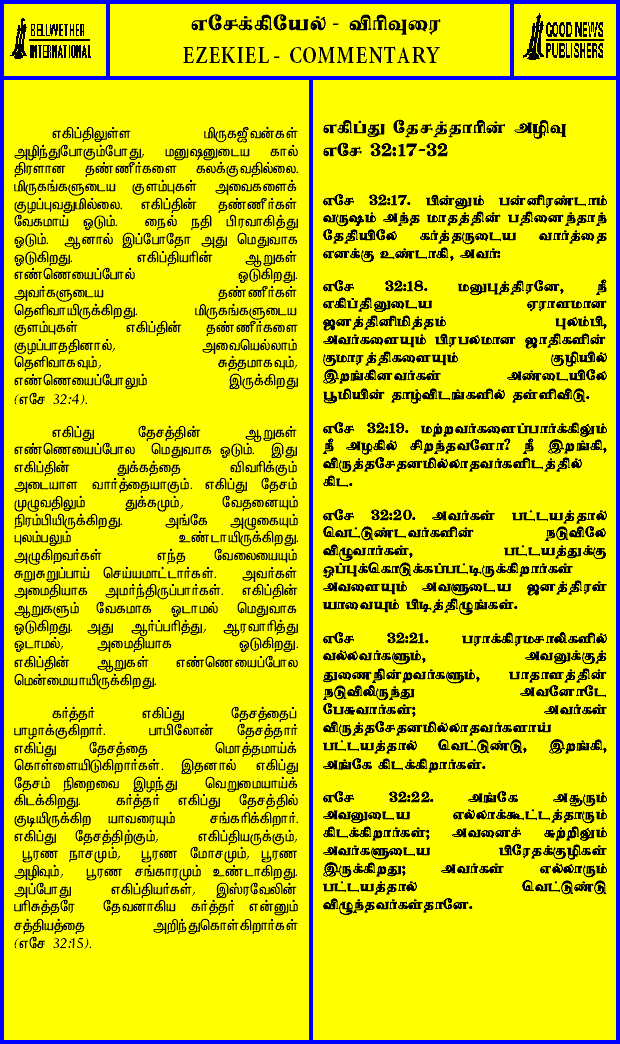 BELLWETHER
INTERNATIONAL
எசேக்கியேல் - விரிவுரை
EZEKIEL - COMMENTARY
GOOD NEWS
PUBLISHERS
எகிப்திலுள்ள மிருகஜீவன்கள்
அழிந்துபோகும்போது, மனுஷனுடைய கால்
திரளான தண்ணீர்களை கலக்குவதில்லை.
மிருகங்களுடைய குளம்புகள் அவைகளைக்
குழப்புவதுமில்லை. எகிப்தின் தண்ணீர்கள்
வேகமாய் ஓடும். நைல் நதி பிரவாகித்து
ஓடும். ஆனால் இப்போதோ அது மெதுவாக
ஓடுகிறது. எகிப்தியரின் ஆறுகள்
எண்ணெயைப்போல் ஓடுகிறது.
அவர்களுடைய தண்ணீர்கள்
தெளிவாயிருக்கிறது. மிருகங்களுடைய
குளம்புகள் எகிப்தின் தண்ணீர்களை
குழப்பாததினால், அவையெல்லாம்
தெளிவாகவும், சுத்தமாகவும்,
எண்ணெயைப்போலும் இருக்கிறது
(எசே 32:4).
எகிப்து தேசத்தின் ஆறுகள்
எண்ணெயைப்போல மெதுவாக ஓடும். இது
எகிப்தின் துக்கத்தை விவரிக்கும்
அடையாள வார்த்தையாகும். எகிப்து தேசம்
முழுவதிலும் துக்கமும், வேதனையும்
நிரம்பியிருக்கிறது. அங்கே அழுகையும்
புலம்பலும் உண்டாயிருக்கிறது.
அழுகிறவர்கள் எந்த வேலையையும்
சுறுசுறுப்பாய் செய்யமாட்டார்கள். அவர்கள்
அமைதியாக அமர்ந்திருப்பார்கள். எகிப்தின்
ஆறுகளும் வேகமாக ஓடாமல் மெதுவாக
ஓடுகிறது. அது ஆர்ப்பரித்து, ஆரவாரித்து
ஓடாமல், அமைதியாக ஓடுகிறது.
எகிப்தின் ஆறுகள் எண்ணெயைப்போல
மென்மையாயிருக்கிறது.
கர்த்தர் எகிப்து தேசத்தைப்
பாழாக்குகிறார். பாபிலோன் தேசத்தார்
எகிப்து தேசத்தை மொத்தமாய்க்
கொள்ளையிடுகிறார்கள். இதனால் எகிப்து
தேசம் நிறைவை இழந்து வெறுமையாய்க்
கிடக்கிறது. கர்த்தர் எகிப்து தேசத்தில்
குடியிருக்கிற யாவரையும் சங்கரிக்கிறார்.
எகிப்து தேசத்திற்கும், எகிப்தியருக்கும்,
பூரண நாசமும், பூரண மோசமும், பூரண
அழிவும், பூரண சங்காரமும் உண்டாகிறது.
அப்போது எகிப்தியர்கள், இஸ்ரவேலின்
பரிசுத்தரே தேவனாகிய கர்த்தர் என்னும்
சத்தியத்தை அறிந்துகொள்கிறார்கள்
(எசே 32:15).
எகிப்து தேசத்தாரின் அழிவு
எசே 32:17-32
எசே 32:17. பின்னும் பன்னிரண்டாம்
வருஷம் அந்த மாதத்தின் பதினைந்தாந்
தேதியிலே கர்த்தருடைய வார்த்தை
எனக்கு உண்டாகி, அவர்:
எசே 32:18. மனுபுத்திரனே, நீ
எகிப்தினுடைய ஏராளமான
ஜனத்தினிமித்தம் புலம்பி,
அவர்களையும் பிரபலமான ஜாதிகளின்
குமாரத்திகளையும் குழியில்
இறங்கினவர்கள் அண்டையிலே
பூமியின் தாழ்விடங்களில் தள்ளிவிடு.
எசே 32:19. மற்றவர்களைப்பார்க்கிலும்
நீ அழகில் சிறந்தவளோ? நீ இறங்கி,
விருத்தசேதனமில்லாதவர்களிடத்தில்
கிட.
எசே 32:20. அவர்கள் பட்டயத்தால்
வெட்டுண்டவர்களின் நடுவிலே
விழுவார்கள், பட்டயத்துக்கு
ஒப்புக்கொடுக்கப்பட்டிருக்கிறார்கள்
அவளையும் அவளுடைய ஜனத்திரள்
யாவையும் பிடித்திழுங்கள்.
எசே 32:21. பராக்கிரமசாலிகளில்
வல்லவர்களும், அவனுக்குத்
துணைநின்றவர்களும், பாதாளத்தின்
நடுவிலிருந்து அவனோடே
பேசுவார்கள்; அவர்கள்
விருத்தசேதனமில்லாதவர்களாய்
பட்டயத்தால் வெட்டுண்டு, இறங்கி,
அங்கே கிடக்கிறார்கள்.
எசே 32:22. அங்கே அசூரும்
அவனுடைய எல்லாக்கூட்டத்தாரும்
கிடக்கிறார்கள்; அவனைச் சுற்றிலும்
அவர்களுடைய பிரேதக்குழிகள்
இருக்கிறது; அவர்கள் எல்லாரும்
பட்டயத்தால் வெட்டுண்டு
விழுந்தவர்கள்தானே.